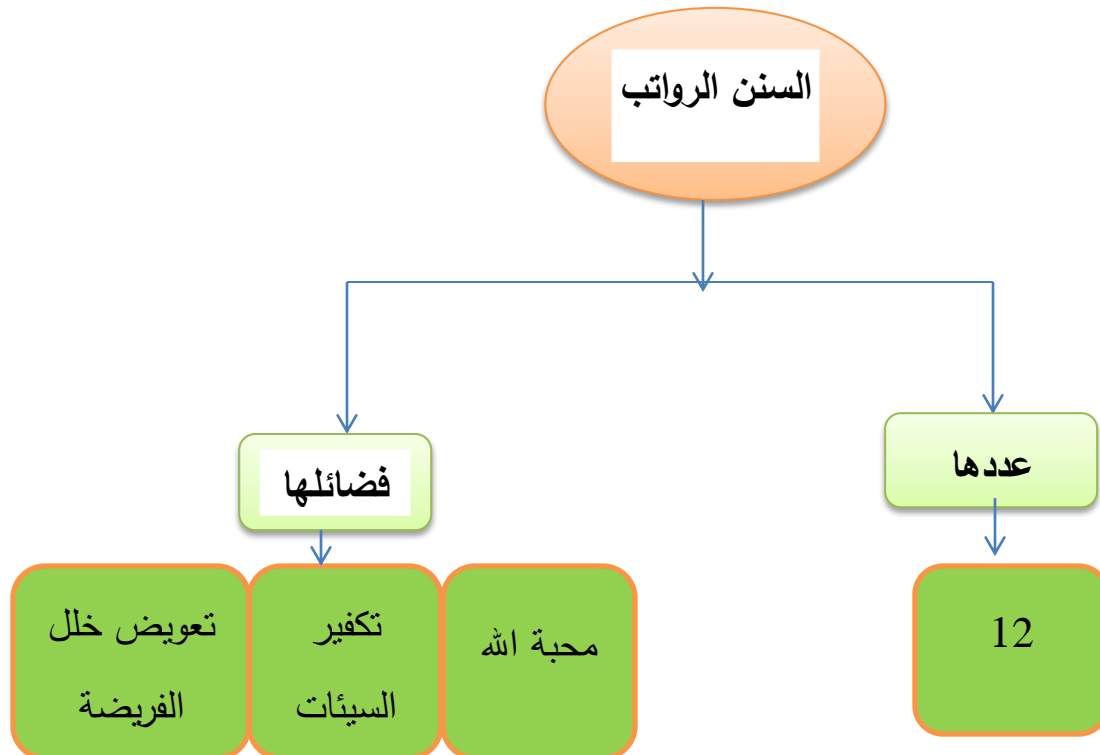 السنن الرواتب
عددها
فضائلها
12
محبة الله
تكفير
السيئات
تعويض خلل
الفريضة